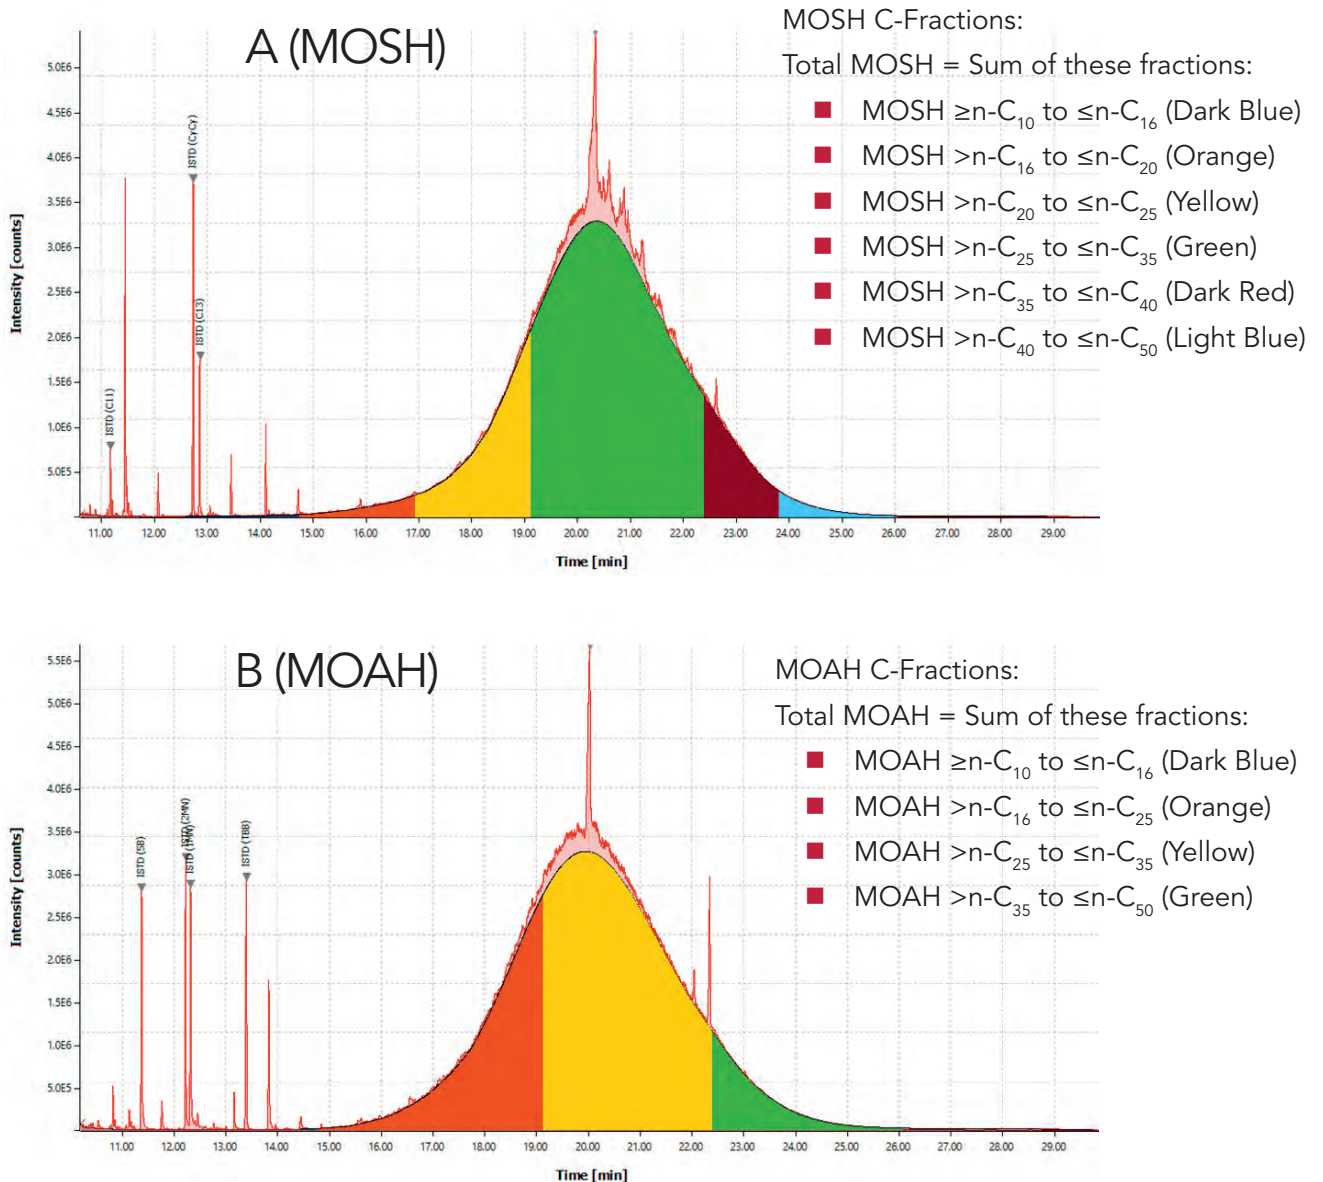 A (MOSH)
MOSH C-Fractions:
Total MOSH = Sum of these fractions:
MOSH ≥n-C10 to ≤n-C16 (Dark Blue)
MOSH >n-C16 to ≤n-C20 (Orange)
MOSH >n-C20 to ≤n-C25 (Yellow)
MOSH >n-C25 to ≤n-C35 (Green)
MOSH >n-C35 to ≤n-C40 (Dark Red)
MOSH >n-C40 to ≤n-C50 (Light Blue)
Intensity [counts]
5.0E6
4.5E6
4.0E6
3.5E6
3.0E6
2.5E6
2.0E6
1.5E6
1.0E6
5.0E5
ISTD (C11)
ISTD (CyCy)
ISTD (C13)
11.00 12.00 13.00 14.00 15.00 16.00 17.00 18.00 19.00 20.00 21.00 22.00 23.00 24.00 25.00 26.00 27.00 28.00 29.00
Time [min]
B (MOAH)
MOAH C-Fractions:
Total MOAH = Sum of these fractions:
MOAH ≥n-C10 to ≤n-C16 (Dark Blue)
MOAH >n-C16 to ≤n-C25 (Orange)
MOAH >n-C25 to ≤n-C35 (Yellow)
MOAH >n-C35 to ≤n-C50 (Green)
Intensity [counts]
5.5E6
5.0E6
4.5E6
4.0E6
3.5E6
3.0E6
2.5E6
2.0E6
1.5E6
1.0E6
5.0E5
ISTD (5B)
ISTD (2MN)
ISTD (1MN)
ISTD (TBB)
11.00 12.00 13.00 14.00 15.00 16.00 17.00 18.00 19.00 20.00 21.00 22.00 23.00 24.00 25.00 26.00 27.00 28.00 29.00
Time [min]